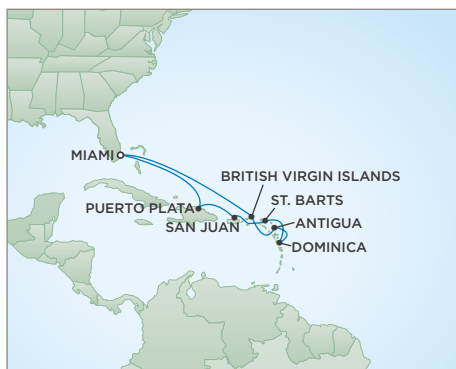 MIAMI
BRITISH VIRGIN ISLANDS
ST. BARTS
PUERTO PLATA
ANTIGUA
SAN JUAN
DOMINICA